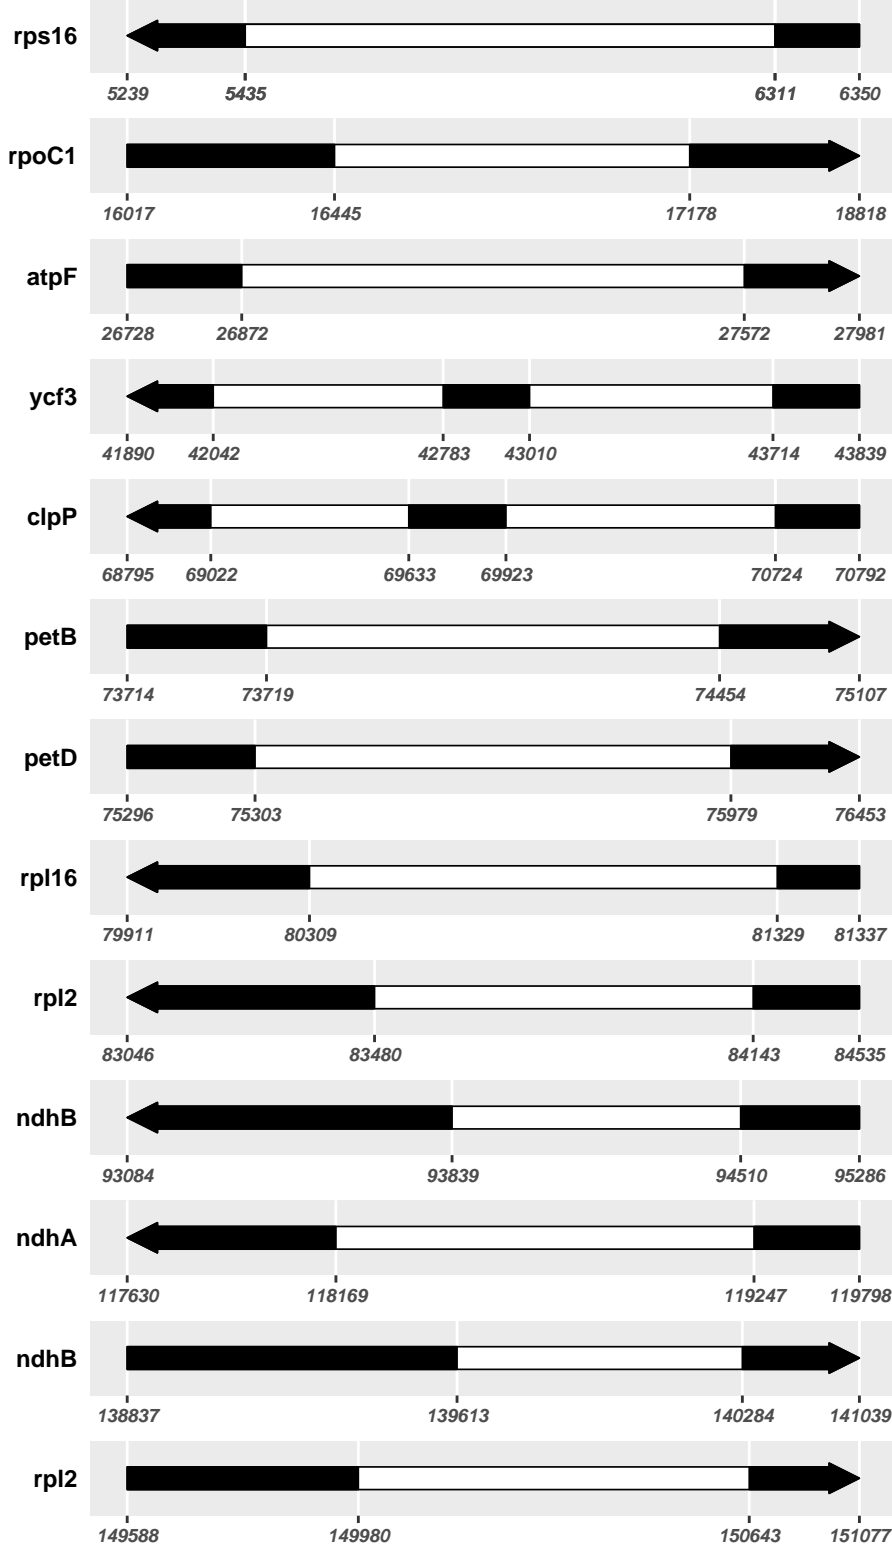 rps16
5239 5435 6311 6350
rpoC1
16017 16445 17178 18818
atpF
26728 26872 27572 27981
ycf3
41890 42042 42783 43010 43714 43839
clpP
68795 69022 69633 69923 70724 70792
petB
73714 73719 74454 75107
petD
75296 75303 75979 76453
rpl16
79911 80309 81329 81337
rpl2
83046 83480 84143 84535
ndhB
93084 93839 94510 95286
ndhA
117630 118169 119247 119798
ndhB
138837 139613 140284 141039
rpl2
149588 149980 150643 151077